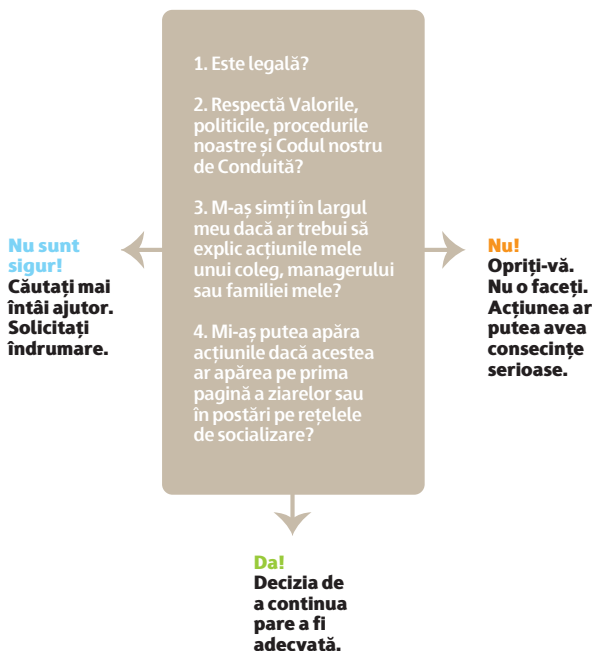 1. Este legală?
2. Respectă Valorile,
politicile, procedurile
noastre și Codul nostru
de Conduită?
3. M-aș simți în largul
meu dacă ar trebui să
explic acțiunile mele
unui coleg, managerului
sau familiei mele?
4. Mi-aș putea apăra
acțiunile dacă acestea
ar apărea pe prima
pagină a ziarelor sau
în postări pe rețelele
de socializare?
Nu sunt
sigur!
Căutați mai
întâi ajutor.
Solicitați
îndrumare.
Nu!
Opriți-vă.
Nu o faceți.
Acțiunea ar
putea avea
consecințe
serioase.
Da!
Decizia de
a continua
pare a fi
adecvată.